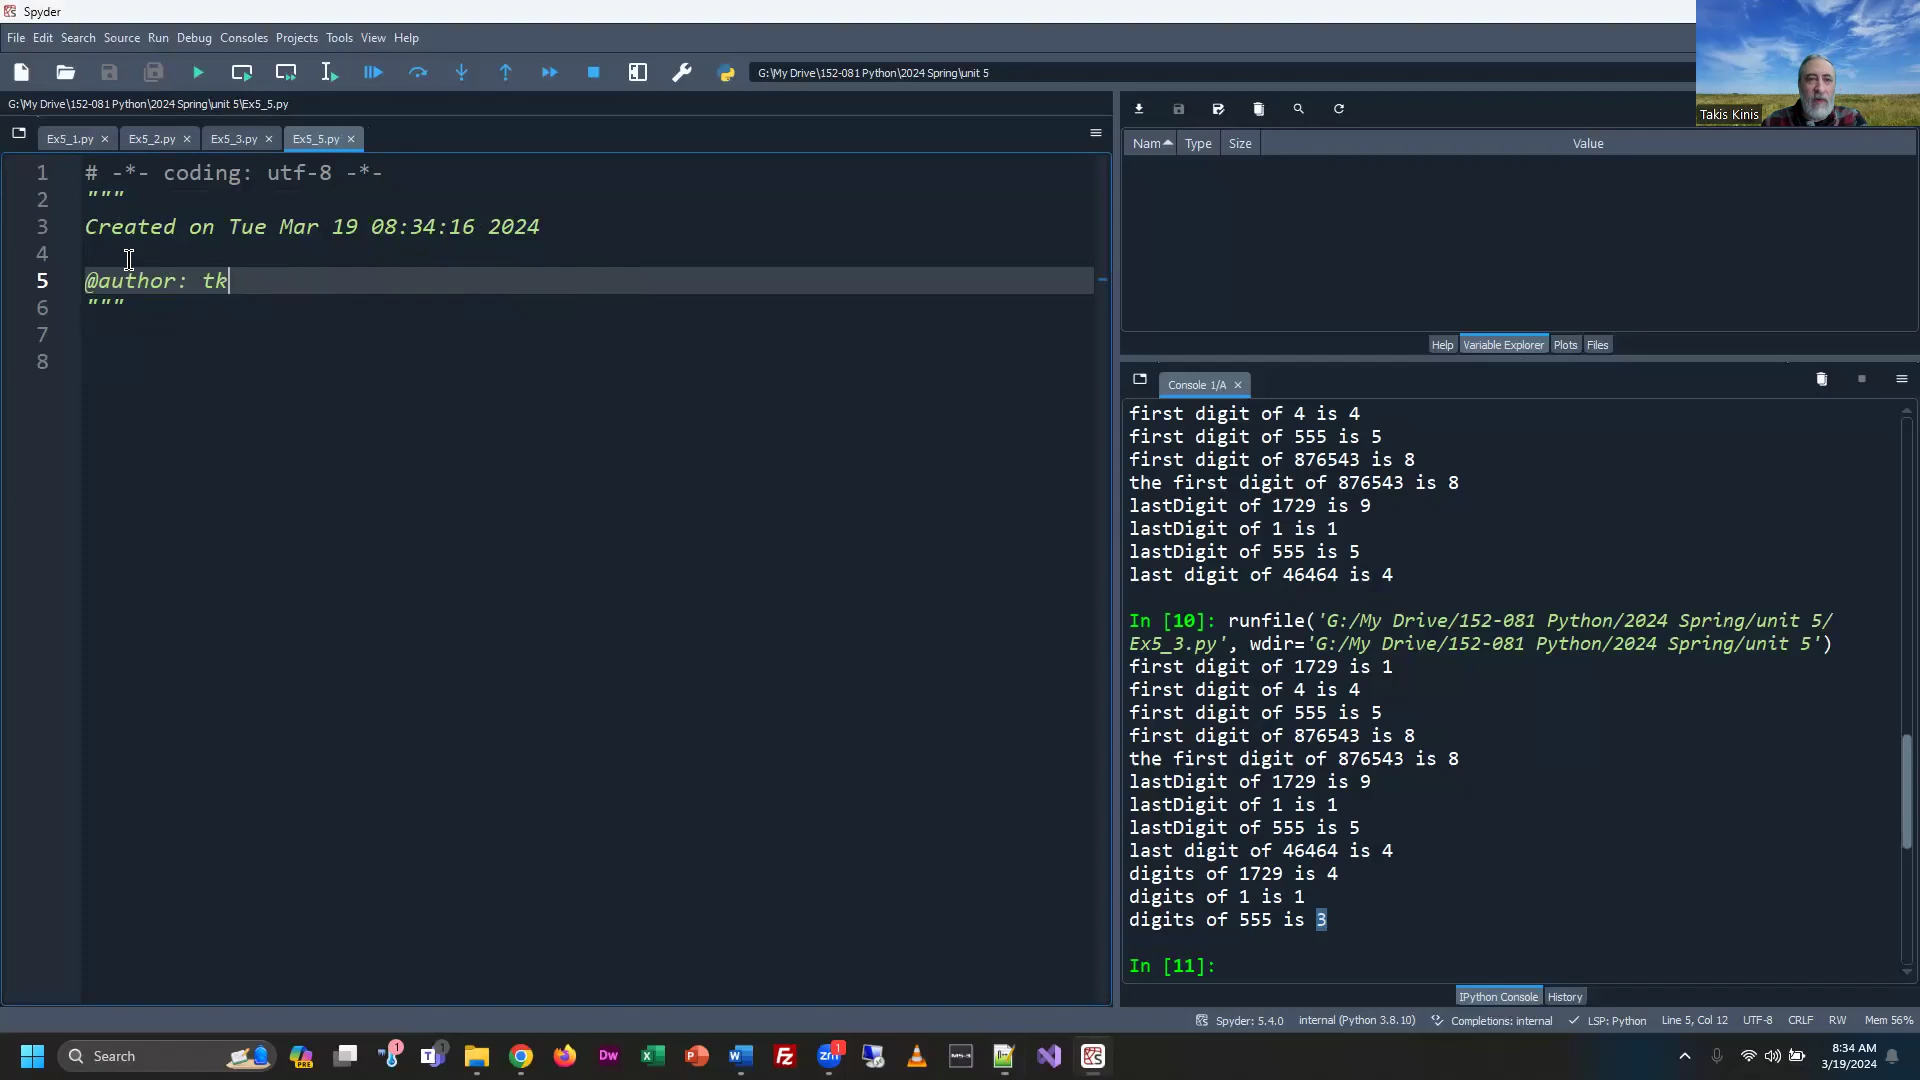 Spyder
File Edit Search Source Run Debug Consoles Projects Tools View Help
G:\My Drive\152-081 Python\2024 Spring\unit 5
Takis Kinis
G:\My Drive\152-081 Python\2024 Spring\unit 5\Ex5_5.py
Ex5_1.py Ex5_2.py Ex5_3.py Ex5_5.py
1 # -*- coding: utf-8 -*-
2 """
3 Created on Tue Mar 19 08:34:16 2024
4
5 @author: tk
6 """
7
8
Nam Type Size Value
Help Variable Explorer Plots Files
Console 1/A
first digit of 4 is 4
first digit of 555 is 5
first digit of 876543 is 8
the first digit of 876543 is 8
lastDigit of 1729 is 9
lastDigit of 1 is 1
lastDigit of 555 is 5
last digit of 46464 is 4
In [10]: runfile('G:/My Drive/152-081 Python/2024 Spring/unit 5/
Ex5_3.py', wdir='G:/My Drive/152-081 Python/2024 Spring/unit 5')
first digit of 1729 is 1
first digit of 4 is 4
first digit of 555 is 5
first digit of 876543 is 8
the first digit of 876543 is 8
lastDigit of 1729 is 9
lastDigit of 1 is 1
lastDigit of 555 is 5
last digit of 46464 is 4
digits of 1729 is 4
digits of 1 is 1
digits of 555 is 3
In [11]:
IPython Console History
Spyder: 5.4.0 internal (Python 3.8.10) Completions: internal LSP: Python Line 5, Col 12 UTF-8 CRLF RW Mem 56%
Search
8:34 AM
3/19/2024